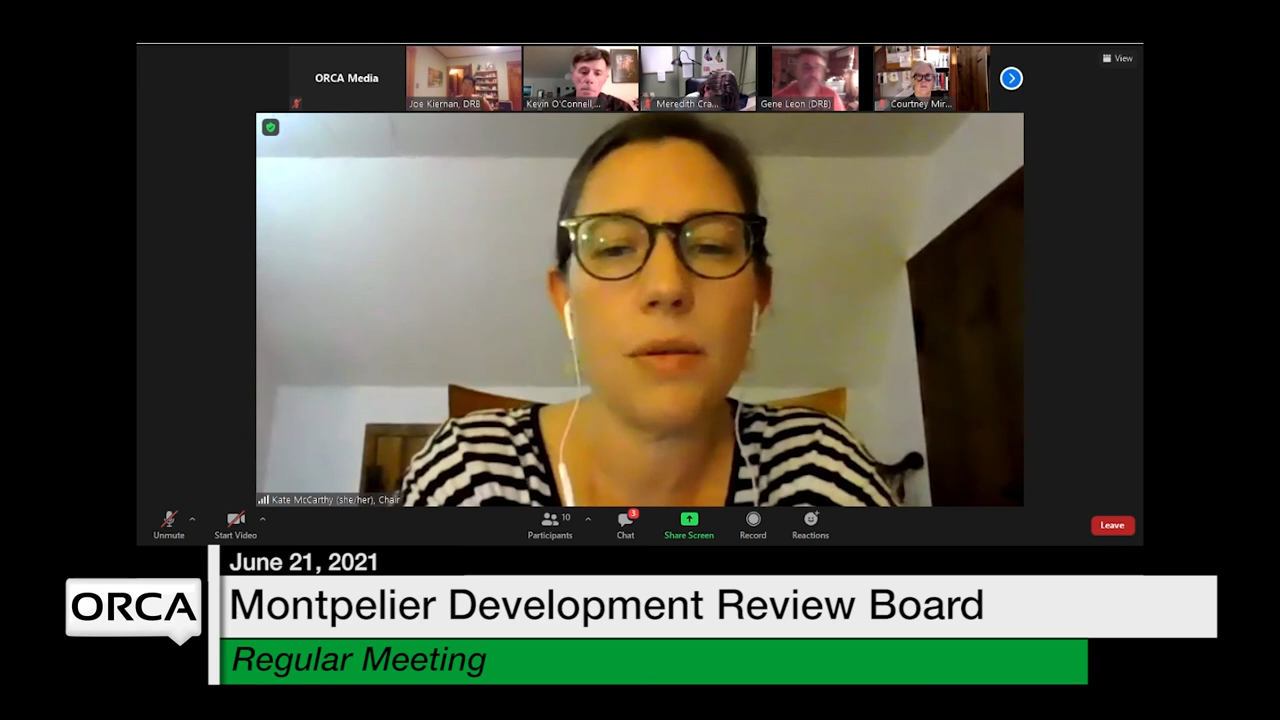 View
ORCA Media
Joe Kiernan, DRB
Kevin O'Connell,...
Meredith Cra...
Gene Leon (DRB)
Courtney Mir...
Kate McCarthy (she/her), Chair
Unmute
Start Video
10
Participants
3
Chat
Share Screen
Record
Reactions
Leave
June 21, 2021
ORCA
Montpelier Development Review Board
Regular Meeting